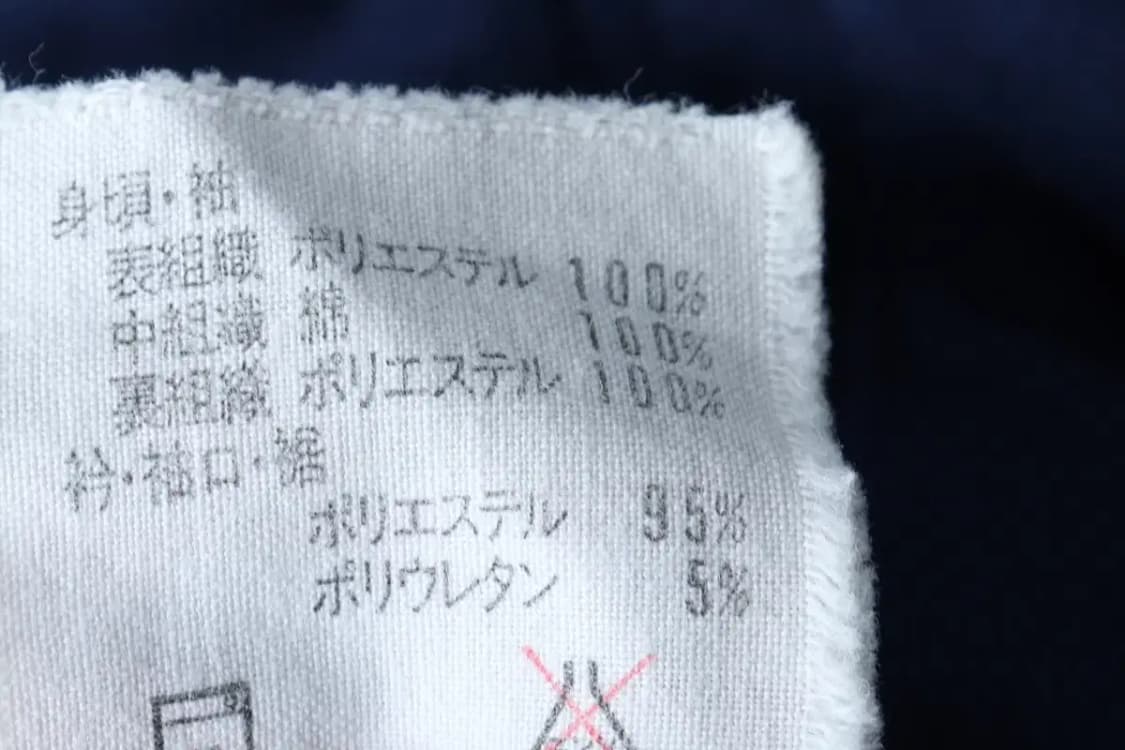 身頃・袖
表組織 ポリエステル 100%
中組織 綿 100%
裏組織 ポリエステル 100%
衿・袖口・裾
ポリエステル 95%
ポリウレタン 5%